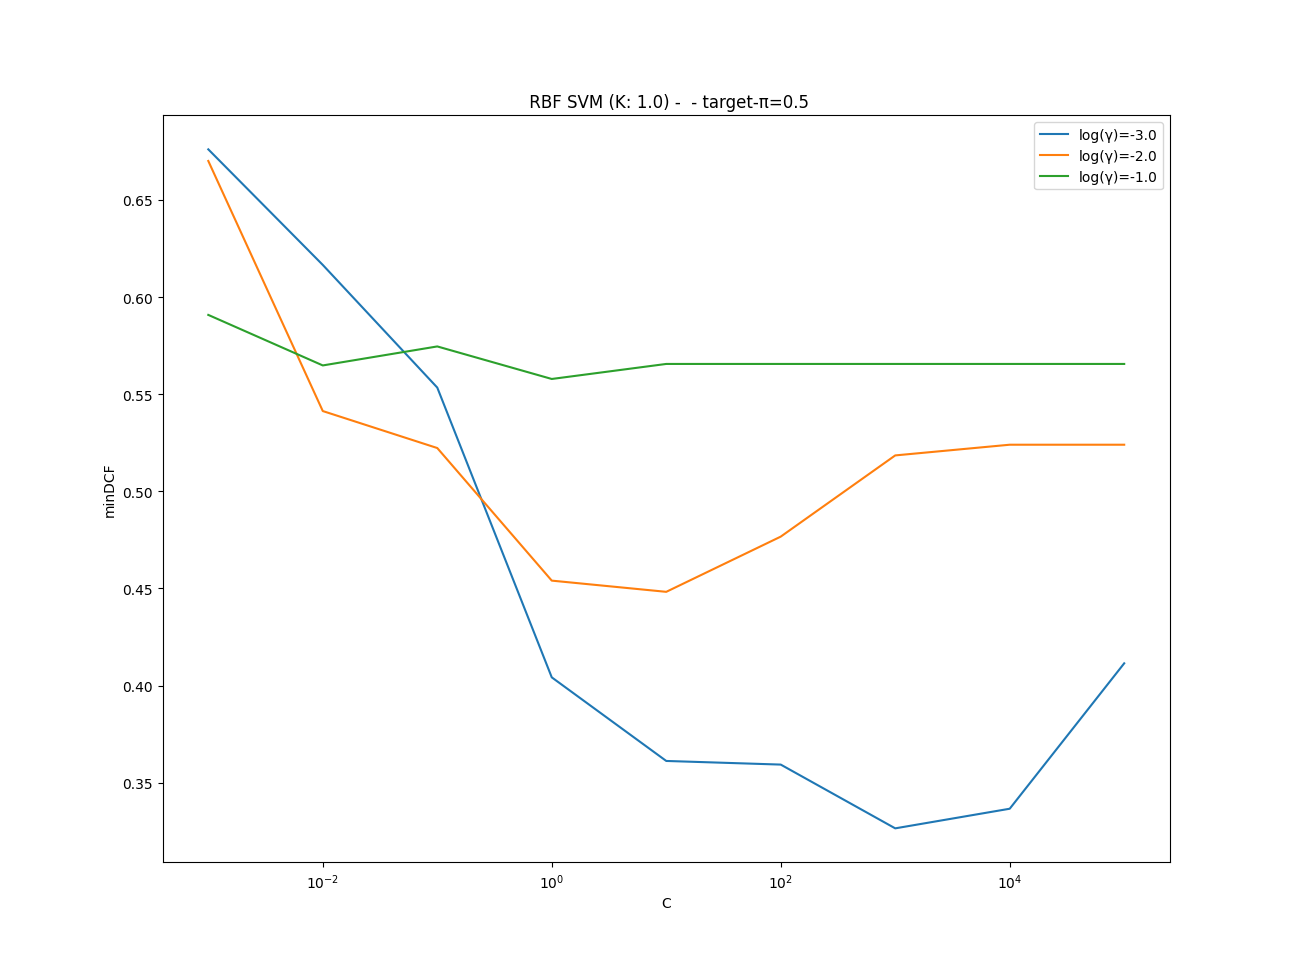 RBF SVM (K: 1.0) -  - target-π=0.5
log(γ)=-3.0
log(γ)=-2.0
log(γ)=-1.0
minDCF
0.65
0.60
0.55
0.50
0.45
0.40
0.35
10⁻² 10⁰ 10² 10⁴
C